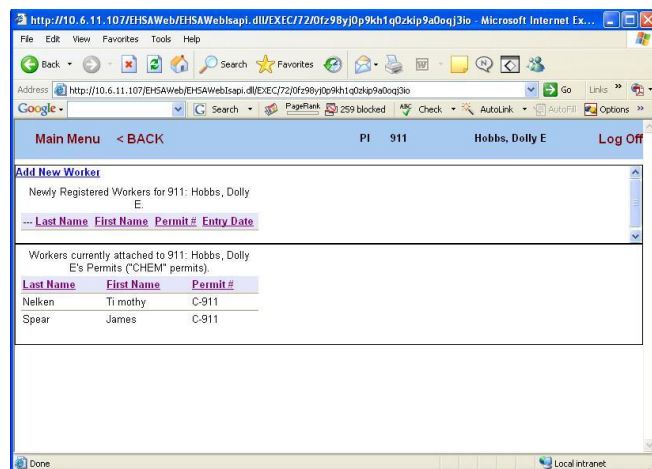 http://10.6.11.107/EHSAWeb/EHSAWebIsapi.dll/EXEC/72/0fz98yj0p9kh1q0zkip9a0oqj3io - Microsoft Internet Ex...
File Edit View Favorites Tools Help
Back Search Favorites
Address http://10.6.11.107/EHSAWeb/EHSAWebIsapi.dll/EXEC/72/0fz98yj0p9kh1q0zkip9a0oqj3io Go Links »
Google Search PageRank 259 blocked ABC Check AutoLink AutoFill Options »
Main Menu < BACK PI 911 Hobbs, Dolly E Log Off
Add New Worker
Newly Registered Workers for 911: Hobbs, Dolly
E.
--- Last Name First Name Permit # Entry Date
Workers currently attached to 911: Hobbs, Dolly
E's Permits ("CHEM" permits).
Last Name First Name Permit #
Nelken Ti mothy C-911
Spear James C-911
Done Local intranet